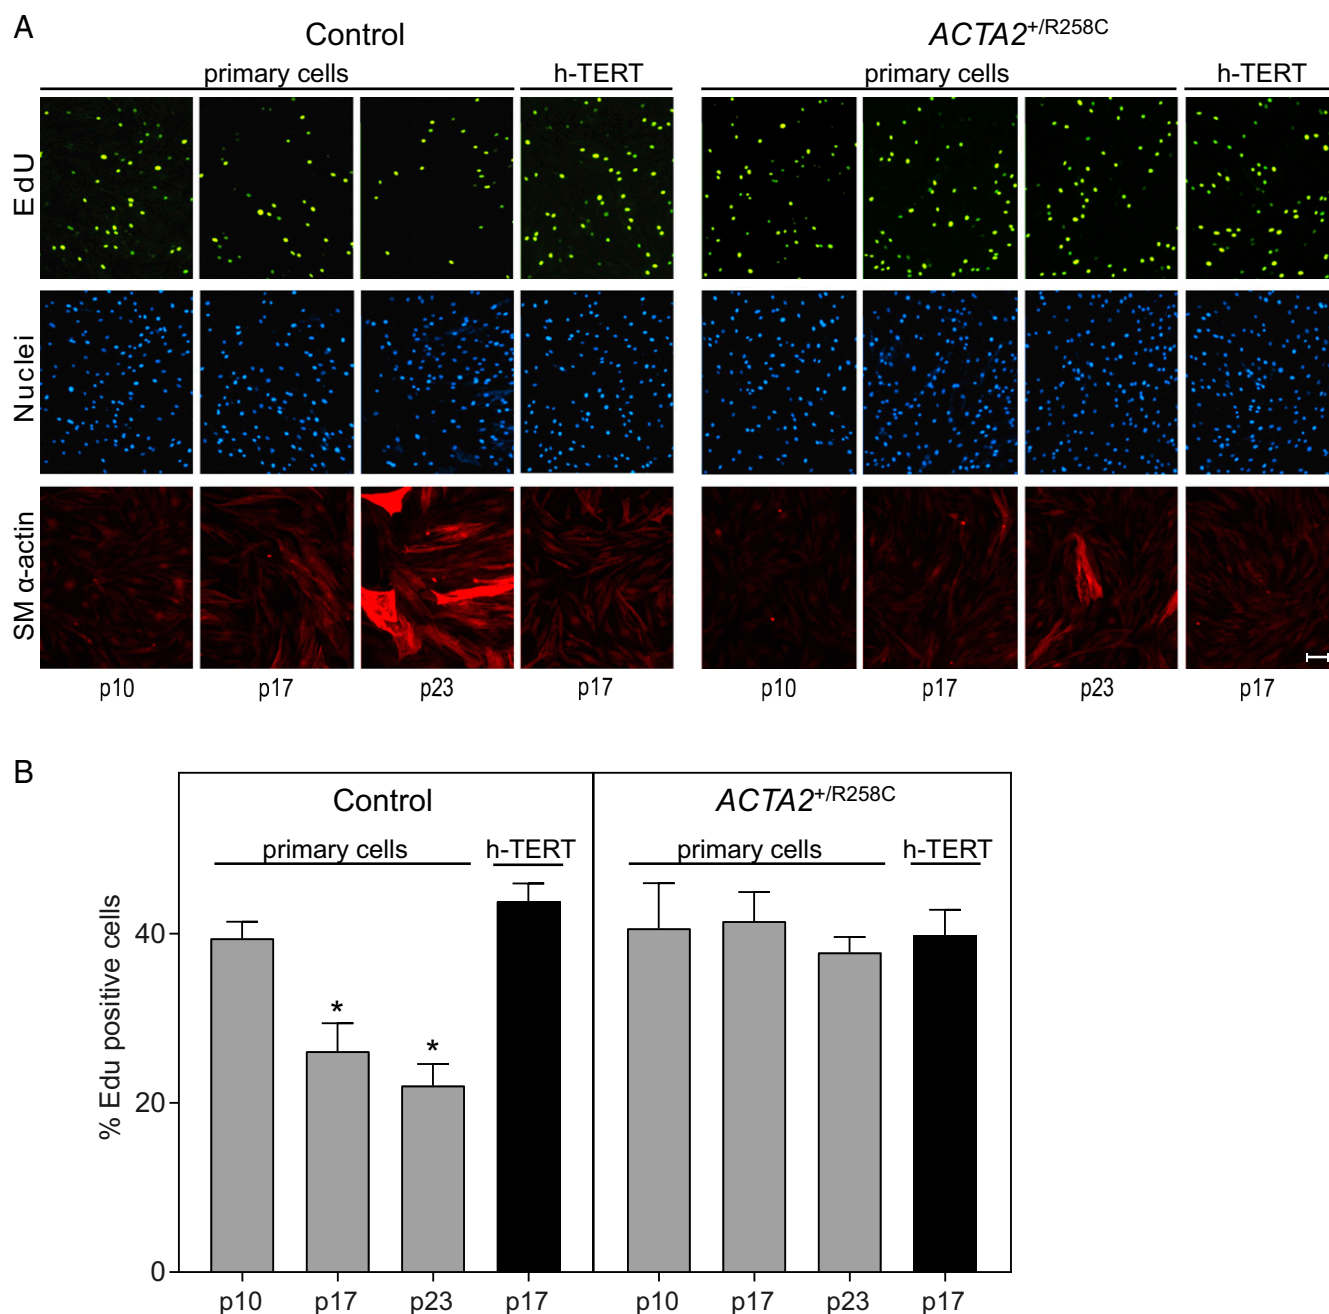 A
Control
ACTA2+/R258C
primary cells
h-TERT
primary cells
h-TERT
EdU
Nuclei
SM α-actin
p10
p17
p23
p17
p10
p17
p23
p17
B
Control
ACTA2+/R258C
primary cells
h-TERT
primary cells
h-TERT
% Edu positive cells
40
20
0
*
*
p10
p17
p23
p17
p10
p17
p23
p17